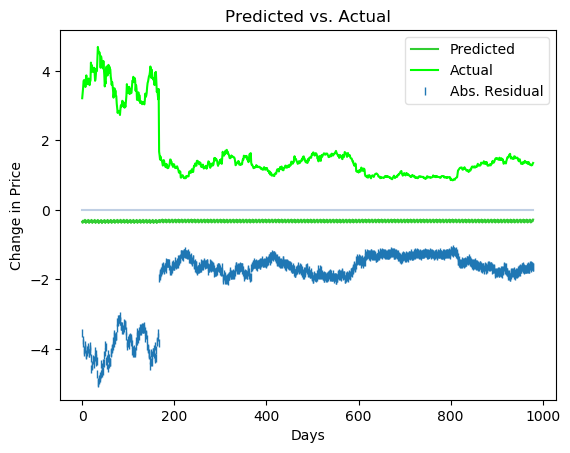 Predicted vs. Actual
Predicted
Actual
Abs. Residual
Change in Price
4
2
0
−2
−4
0
200
400
600
800
1000
Days